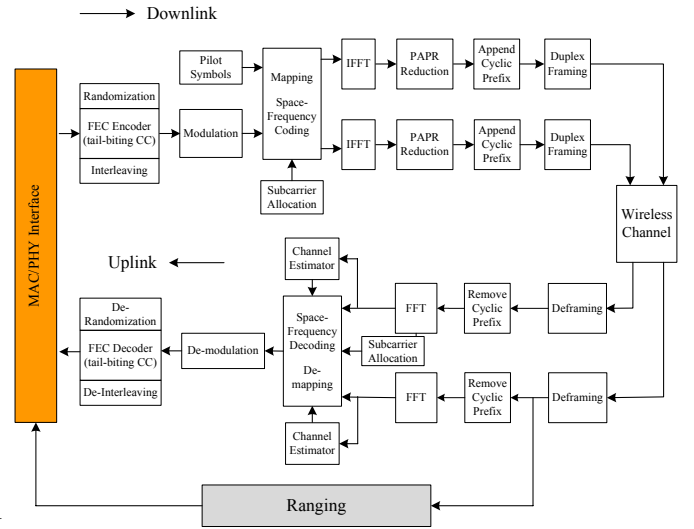 Downlink
Pilot
Symbols
Mapping
Space-
Frequency
Coding
IFFT
PAPR
Reduction
Append
Cyclic
Prefix
Duplex
Framing
Randomization
FEC Encoder
(tail-biting CC)
Interleaving
Modulation
IFFT
PAPR
Reduction
Append
Cyclic
Prefix
Duplex
Framing
Subcarrier
Allocation
Wireless
Channel
MAC/PHY Interface
Uplink
Channel
Estimator
De-
Randomization
FEC Decoder
(tail-biting CC)
De-Interleaving
De-modulation
Space-
Frequency
Decoding
De-
mapping
FFT
Remove
Cyclic
Prefix
Deframing
Subcarrier
Allocation
FFT
Remove
Cyclic
Prefix
Deframing
Channel
Estimator
Ranging